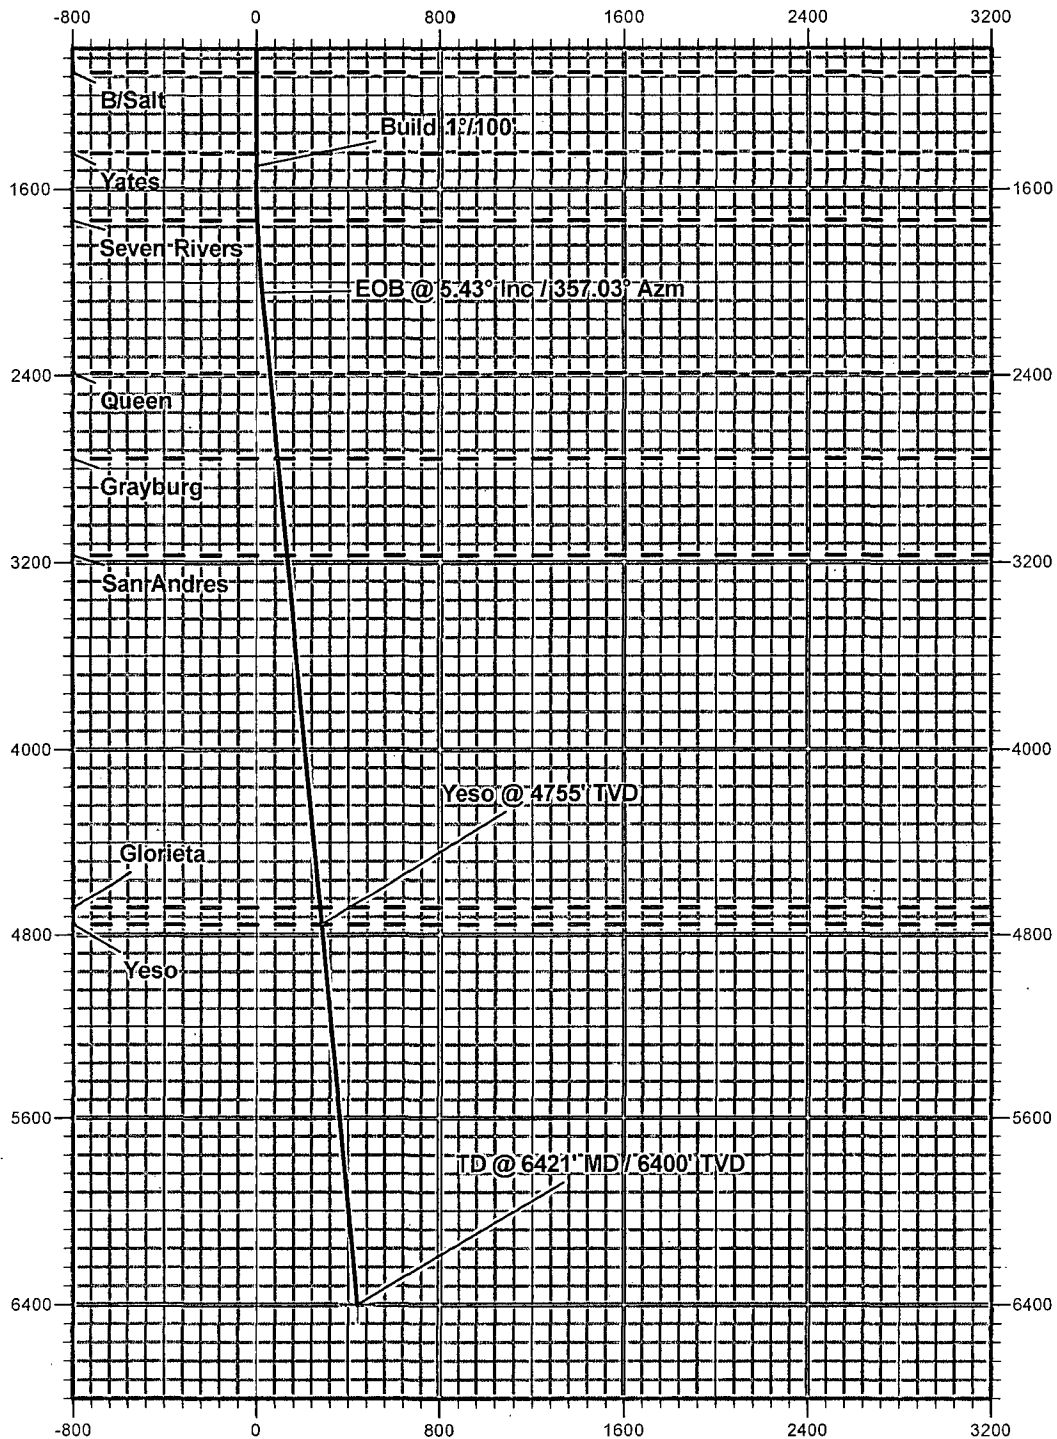 -800 0 800 1600 2400 3200
B/Salt
Build 1°/100'
Yates
1600 1600
Seven Rivers
EOB @ 5.43° Inc / 357.03° Azm
2400 2400
Queen
Grayburg
3200 3200
San Andres
4000 4000
Yeso @ 4755' TVD
Glorieta
4800 4800
Yeso
5600 5600
TD @ 6421' MD / 6400' TVD
6400 6400
-800 0 800 1600 2400 3200